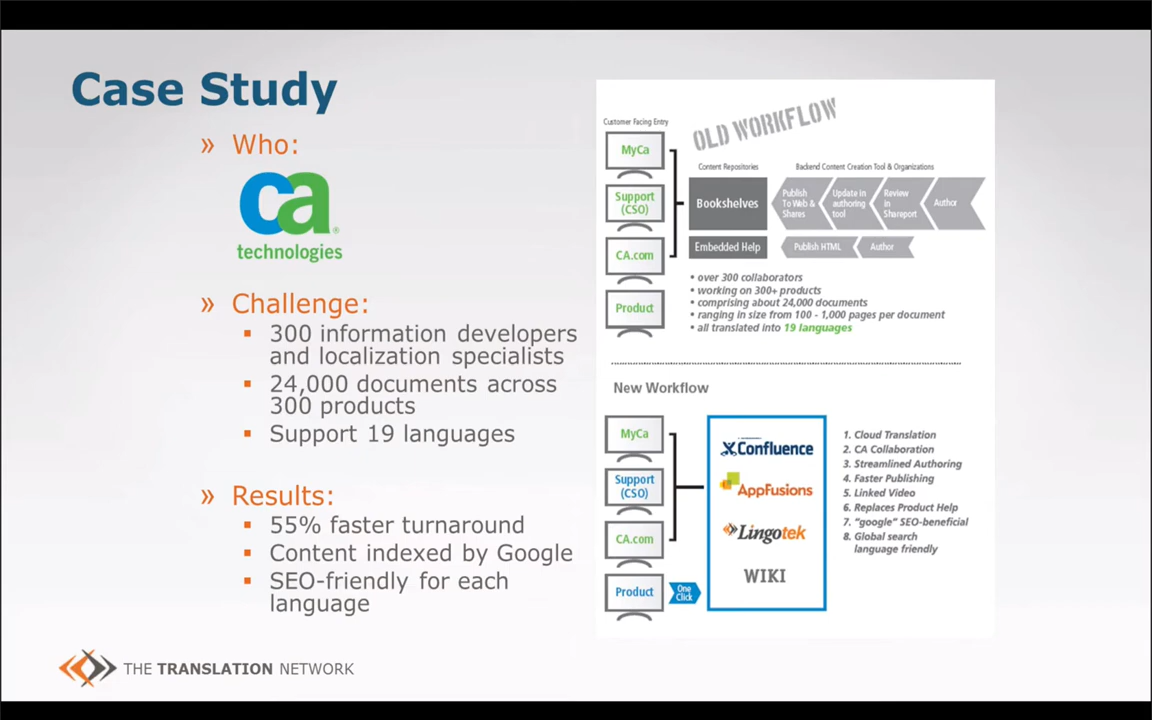 Case Study
» Who:
ca
technologies
» Challenge:
▪ 300 information developers
and localization specialists
▪ 24,000 documents across
300 products
▪ Support 19 languages
» Results:
▪ 55% faster turnaround
▪ Content indexed by Google
▪ SEO-friendly for each
language
THE TRANSLATION NETWORK
OLD WORKFLOW
Customer Facing Entry
MyCa
Support
(CSO)
CA.com
Product
Content Repositories
Bookshelves
Embedded Help
Backend Content Creation Tool & Organizations
Publish
To Web &
Shares
Update in
authoring
tool
Review
in
Shareport
Author
Publish HTML
Author
• over 300 collaborators
• working on 300+ products
• comprising about 24,000 documents
• ranging in size from 100 - 1,000 pages per document
• all translated into 19 languages
New Workflow
MyCa
Support
(CSO)
CA.com
Product
One
Click
Confluence
AppFusions
Lingotek
WIKI
1. Cloud Translation
2. CA Collaboration
3. Streamlined Authoring
4. Faster Publishing
5. Linked Video
6. Replaces Product Help
7. "google" SEO-beneficial
8. Global search
language friendly